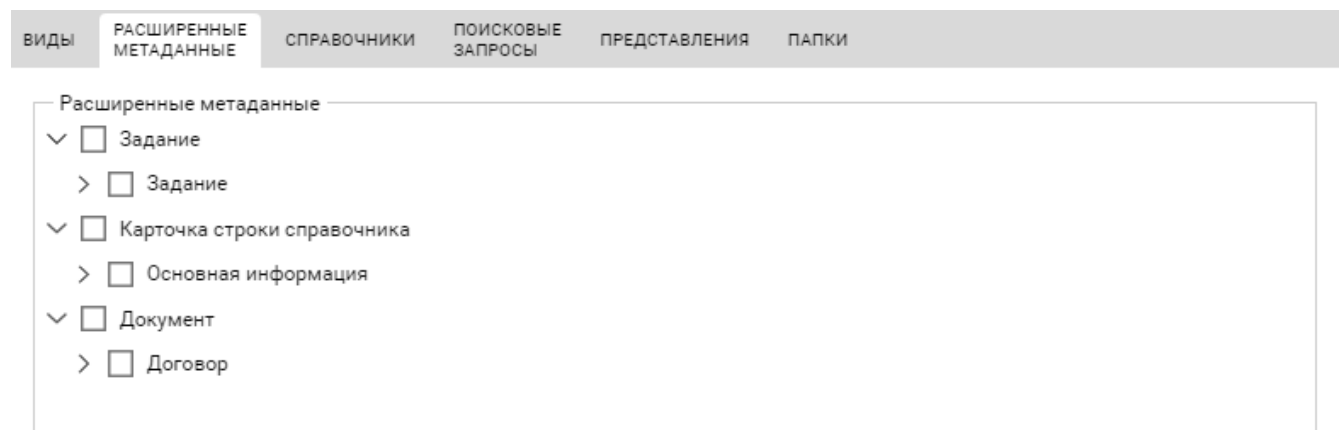 ВИДЫ
РАСШИРЕННЫЕ
МЕТАДАННЫЕ
СПРАВОЧНИКИ
ПОИСКОВЫЕ
ЗАПРОСЫ
ПРЕДСТАВЛЕНИЯ
ПАПКИ
Расширенные метаданные
Задание
Задание
Карточка строки справочника
Основная информация
Документ
Договор